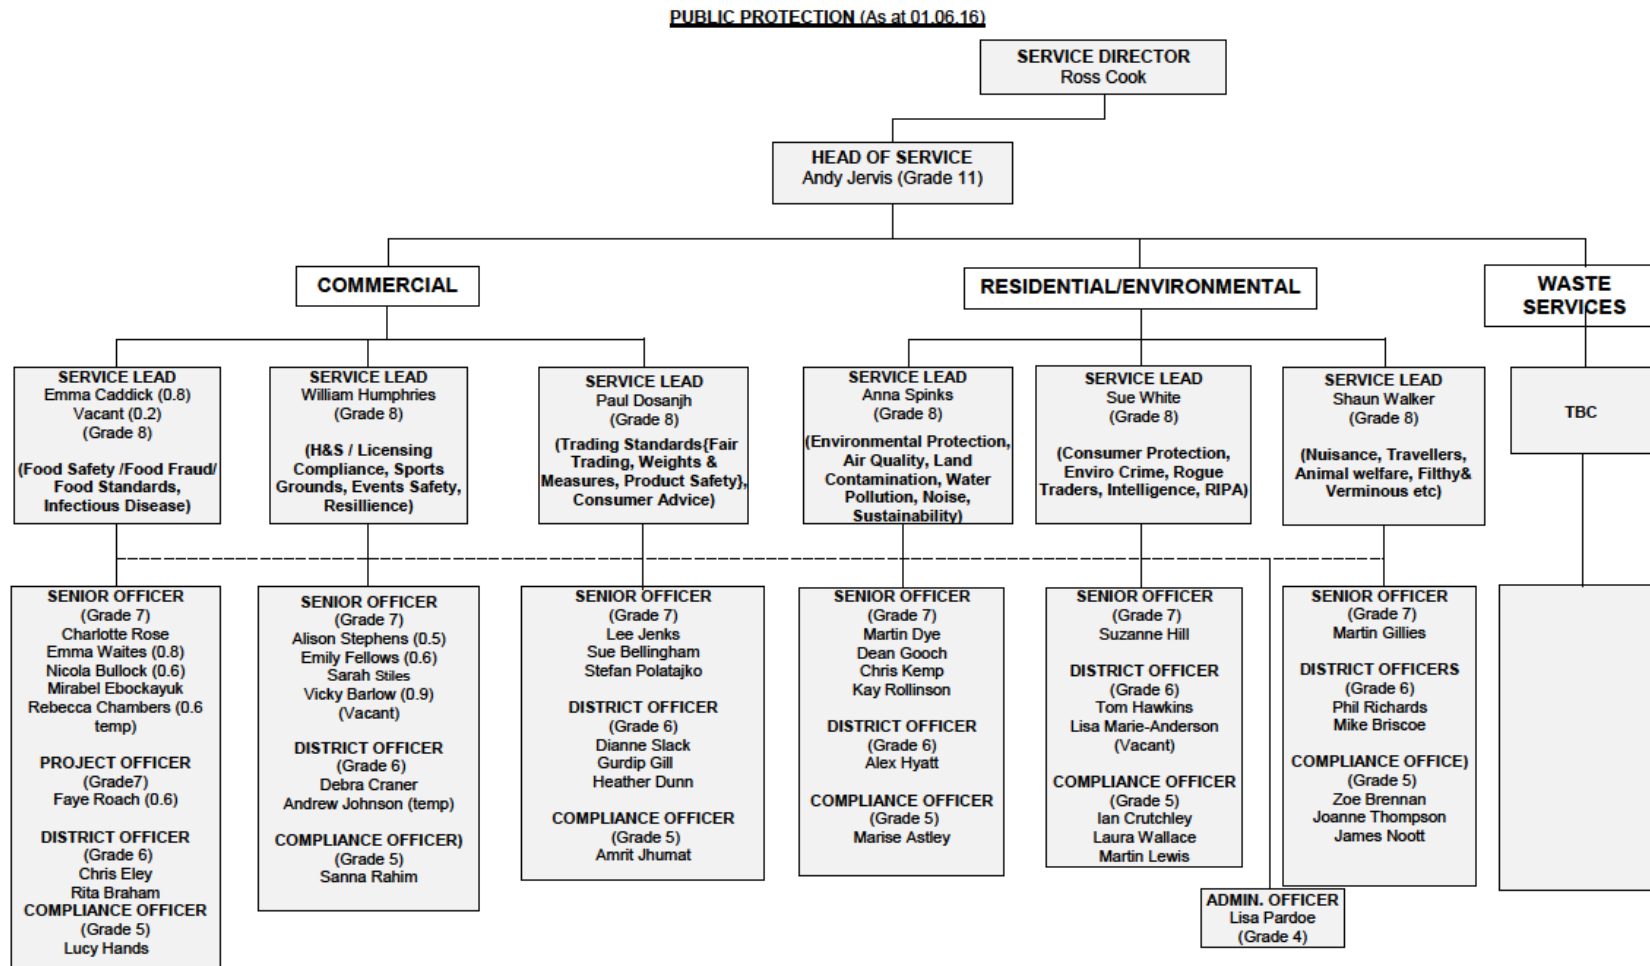 PUBLIC PROTECTION (As at 01.06.16)
SERVICE DIRECTOR
Ross Cook
HEAD OF SERVICE
Andy Jervis (Grade 11)
COMMERCIAL
RESIDENTIAL/ENVIRONMENTAL
WASTE
SERVICES
SERVICE LEAD
Emma Caddick (0.8)
Vacant (0.2)
(Grade 8)
(Food Safety /Food Fraud/
Food Standards,
Infectious Disease)
SERVICE LEAD
William Humphries
(Grade 8)
(H&S / Licensing
Compliance, Sports
Grounds, Events Safety,
Resillience)
SERVICE LEAD
Paul Dosanjh
(Grade 8)
(Trading Standards{Fair
Trading, Weights &
Measures, Product Safety},
Consumer Advice)
SERVICE LEAD
Anna Spinks
(Grade 8)
(Environmental Protection,
Air Quality, Land
Contamination, Water
Pollution, Noise,
Sustainability)
SERVICE LEAD
Sue White
(Grade 8)
(Consumer Protection,
Enviro Crime, Rogue
Traders, Intelligence, RIPA)
SERVICE LEAD
Shaun Walker
(Grade 8)
(Nuisance, Travellers,
Animal welfare, Filthy&
Verminous etc)
TBC
SENIOR OFFICER
(Grade 7)
Charlotte Rose
Emma Waites (0.8)
Nicola Bullock (0.6)
Mirabel Ebockayuk
Rebecca Chambers (0.6
temp)
PROJECT OFFICER
(Grade7)
Faye Roach (0.6)
DISTRICT OFFICER
(Grade 6)
Chris Eley
Rita Braham
COMPLIANCE OFFICER
(Grade 5)
Lucy Hands
SENIOR OFFICER
(Grade 7)
Alison Stephens (0.5)
Emily Fellows (0.6)
Sarah Stiles
Vicky Barlow (0.9)
(Vacant)
DISTRICT OFFICER
(Grade 6)
Debra Craner
Andrew Johnson (temp)
COMPLIANCE OFFICER)
(Grade 5)
Sanna Rahim
SENIOR OFFICER
(Grade 7)
Lee Jenks
Sue Bellingham
Stefan Polatajko
DISTRICT OFFICER
(Grade 6)
Dianne Slack
Gurdip Gill
Heather Dunn
COMPLIANCE OFFICER
(Grade 5)
Amrit Jhumat
SENIOR OFFICER
(Grade 7)
Martin Dye
Dean Gooch
Chris Kemp
Kay Rollinson
DISTRICT OFFICER
(Grade 6)
Alex Hyatt
COMPLIANCE OFFICER
(Grade 5)
Marise Astley
SENIOR OFFICER
(Grade 7)
Suzanne Hill
DISTRICT OFFICER
(Grade 6)
Tom Hawkins
Lisa Marie-Anderson
(Vacant)
COMPLIANCE OFFICER
(Grade 5)
Ian Crutchley
Laura Wallace
Martin Lewis
SENIOR OFFICER
(Grade 7)
Martin Gillies
DISTRICT OFFICERS
(Grade 6)
Phil Richards
Mike Briscoe
COMPLIANCE OFFICE)
(Grade 5)
Zoe Brennan
Joanne Thompson
James Noott
ADMIN. OFFICER
Lisa Pardoe
(Grade 4)